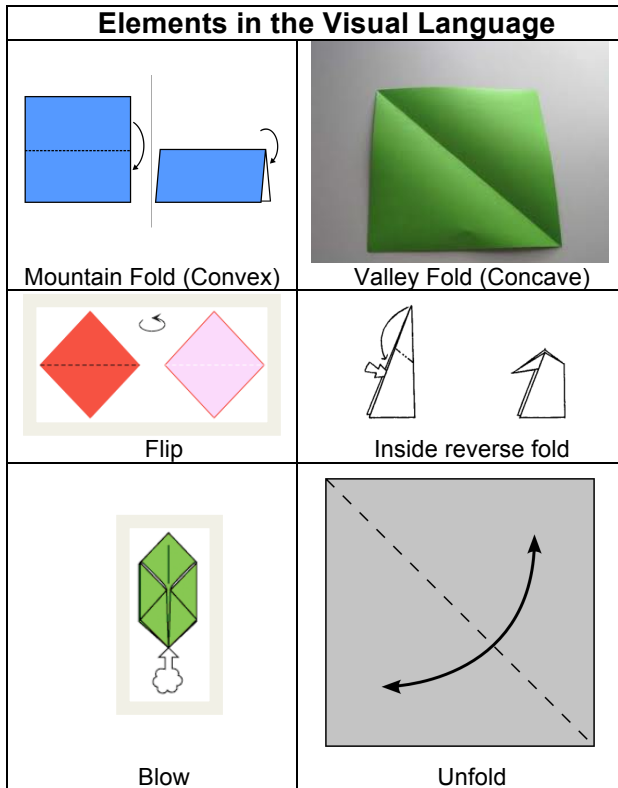 Elements in the Visual Language
Mountain Fold (Convex)
Valley Fold (Concave)
Flip
Inside reverse fold
Blow
Unfold